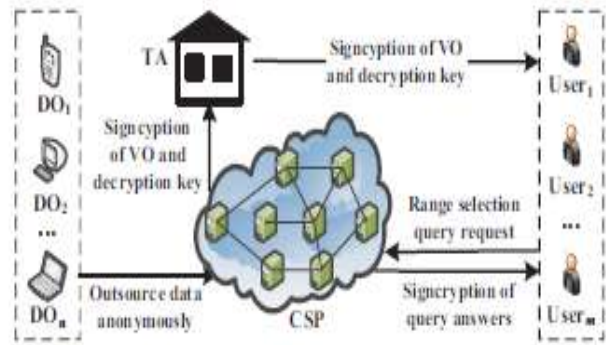 TA
Signcyption of VO
and decryption key
DO1
User1
Signcyption
of VO and
decryption key
DO2
User2
...
...
Range selection
query request
DOn
Outsource data
anonymously
CSP
Signcryption of
query answers
Userm